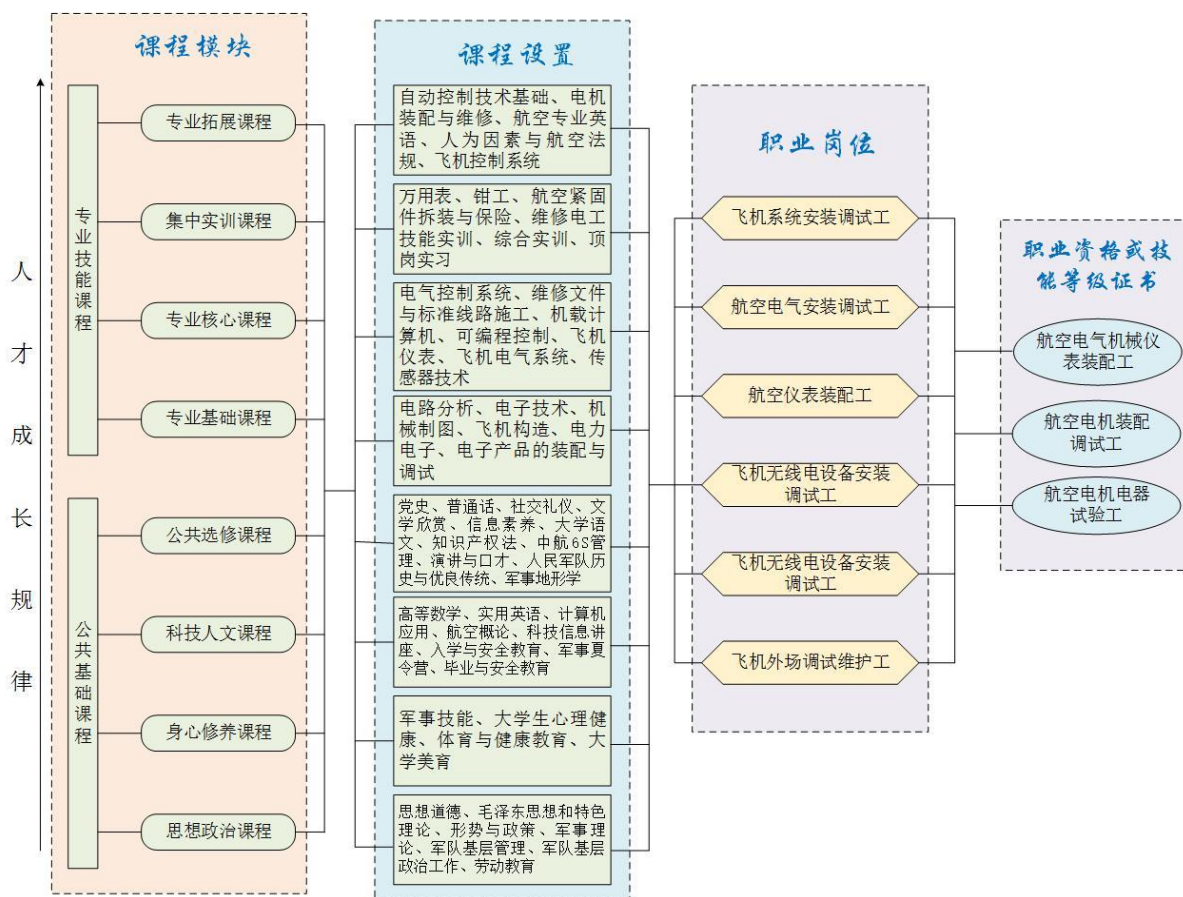 人才成长规律
课程模块
专业技能课程
专业拓展课程
集中实训课程
专业核心课程
专业基础课程
公共基础课程
公共选修课程
科技人文课程
身心修养课程
思想政治课程
课程设置
自动控制技术基础、电机
装配与维修、航空专业英
语、人为因素与航空法
规、飞机控制系统
万用表、钳工、航空紧固
件拆装与保险、维修电工
技能实训、综合实训、顶
岗实习
电气控制系统、维修文件
与标准线路施工、机载计
算机、可编程控制、飞机
仪表、飞机电气系统、传
感器技术
电路分析、电子技术、机
械制图、飞机构造、电力
电子、电子产品的装配与
调试
党史、普通话、社交礼仪、文
学欣赏、信息素养、大学语
文、知识产权法、中航6S管
理、演讲与口才、人民军队历
史与优良传统、军事地形学
高等数学、实用英语、计算机
应用、航空概论、科技信息讲
座、入学与安全教育、军事夏
令营、毕业与安全教育
军事技能、大学生心理健
康、体育与健康教育、大
学美育
思想道德、毛泽东思想和特色
理论、形势与政策、军事理
论、军队基层管理、军队基层
政治工作、劳动教育
职业岗位
飞机系统安装调试工
航空电气安装调试工
航空仪表装配工
飞机无线电设备安装
调试工
飞机无线电设备安装
调试工
飞机外场调试维护工
职业资格或技
能等级证书
航空电气机械仪
表装配工
航空电机装配
调试工
航空电机电器
试验工